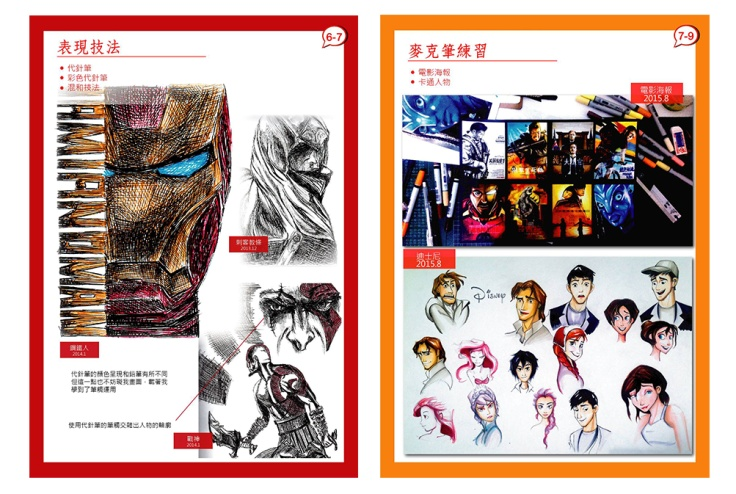 6-7
表現技法
代針筆
彩色代針筆
混和技法
刺客教條
2013.12
鋼鐵人
2014.1
代針筆的顏色呈現和鉛筆有所不同
但這一點也不妨礙我畫圖，戴著我
學到了筆觸運用
使用代針筆的筆觸交融出人物的輪廓
戰神
2014.1
7-9
麥克筆練習
電影海報
卡通人物
電影海報
2015.8
迪士尼
2015.8
Disney